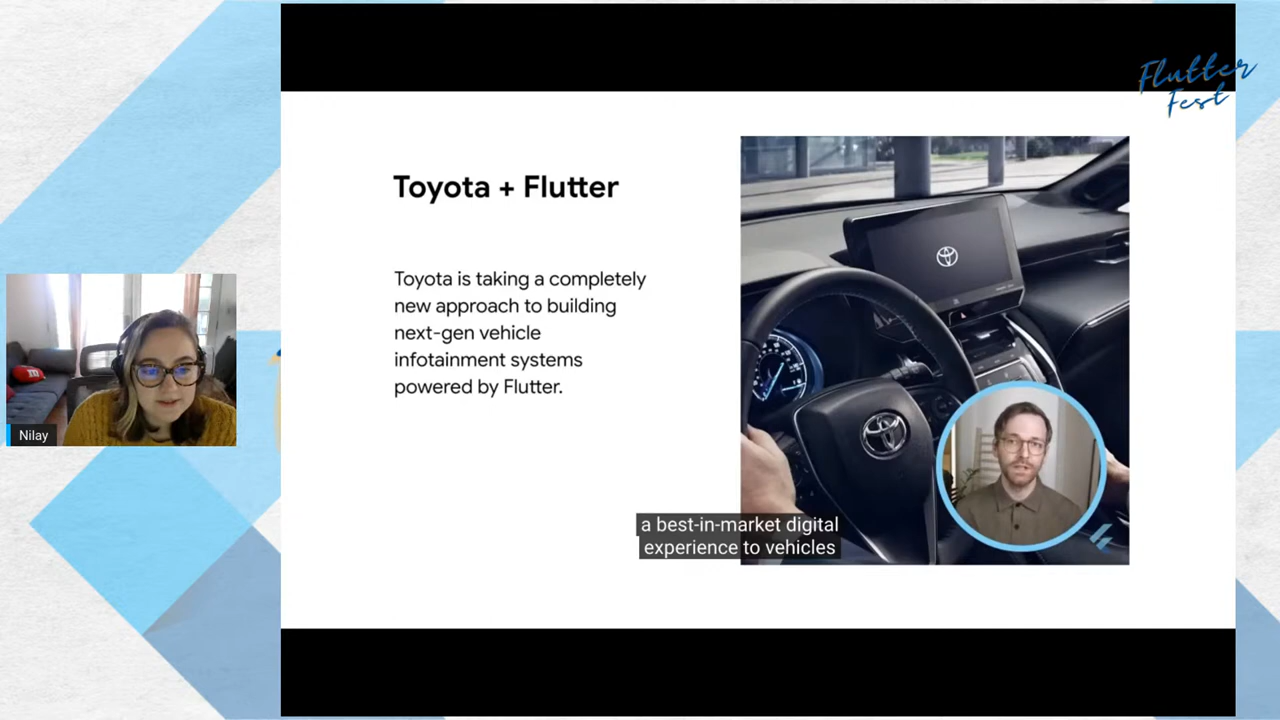 Flutter
Fest
Toyota + Flutter
Toyota is taking a completely
new approach to building
next-gen vehicle
infotainment systems
powered by Flutter.
Nilay
a best-in-market digital
experience to vehicles